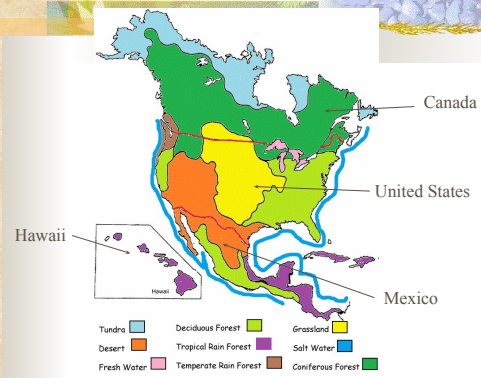 Canada
United States
Hawaii
Mexico
Hawaii
Tundra Deciduous Forest Grassland
Desert Tropical Rain Forest Salt Water
Fresh Water Temperate Rain Forest Coniferous Forest